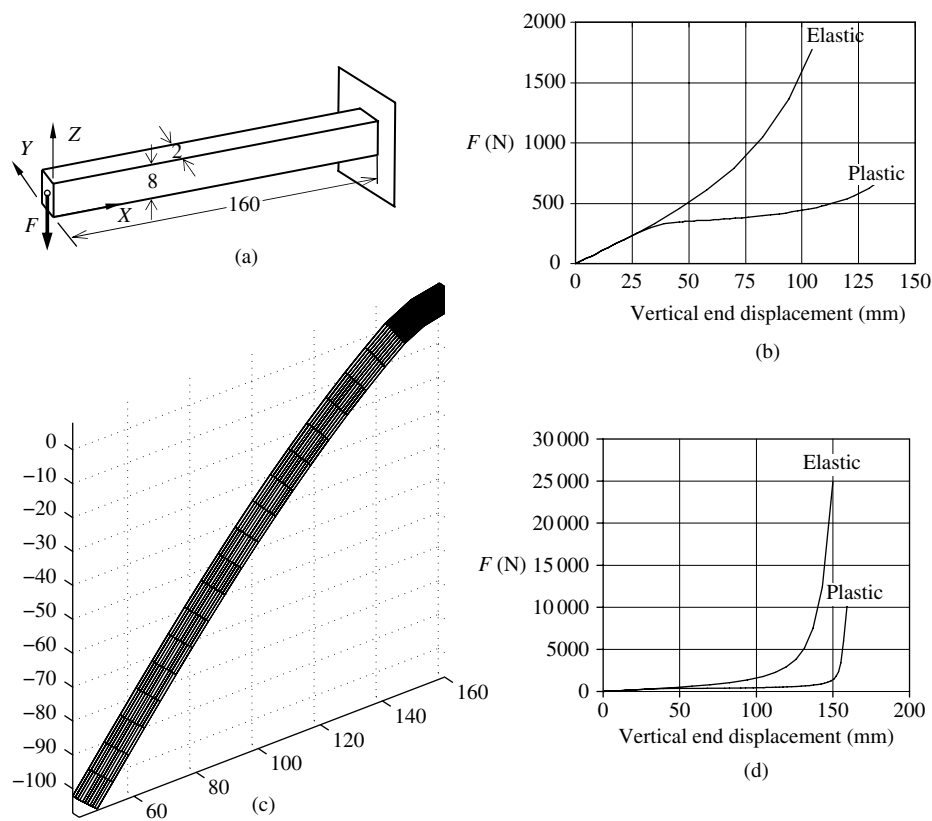 Z
Y
2
8
X
160
F
(a)
2000
1500
1000
500
0
F (N)
Elastic
Plastic
0 25 50 75 100 125 150
Vertical end displacement (mm)
(b)
0
−10
−20
−30
−40
−50
−60
−70
−80
−90
−100
60 80 100 120 140 160
(c)
30 000
25 000
20 000
F (N) 15 000
10 000
5000
0
Elastic
Plastic
0 50 100 150 200
Vertical end displacement (mm)
(d)